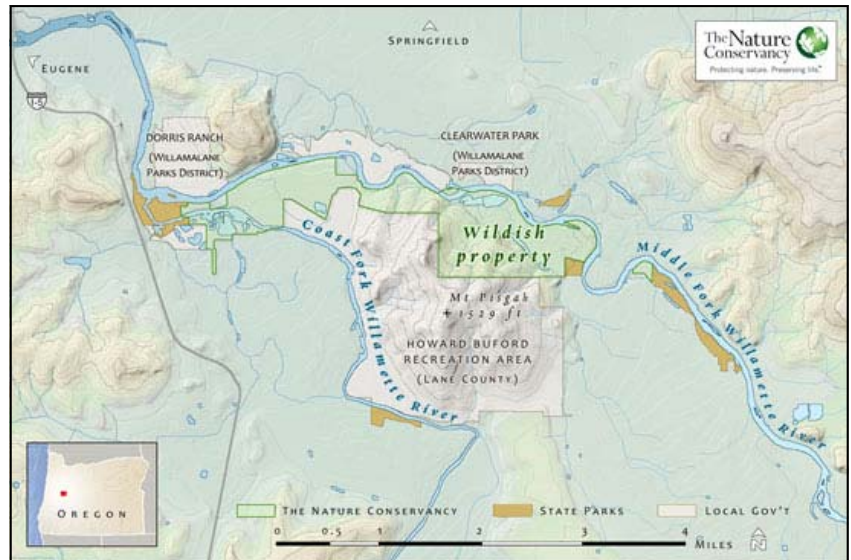 SPRINGFIELD
The Nature
Conservancy
Protecting nature. Preserving life.™
EUGENE
I-5
DORRIS RANCH
(WILLAMALANE
PARKS DISTRICT)
CLEARWATER PARK
(WILLAMALANE
PARKS DISTRICT)
Wildish
property
Coast Fork Willamette River
Middle Fork Willamette River
Mt Pisgah
+ 1529 ft
HOWARD BUFORD
RECREATION AREA
(LANE COUNTY)
OREGON
THE NATURE CONSERVANCY
STATE PARKS
LOCAL GOV'T
0 0.5 1 2 3 4
MILES
N